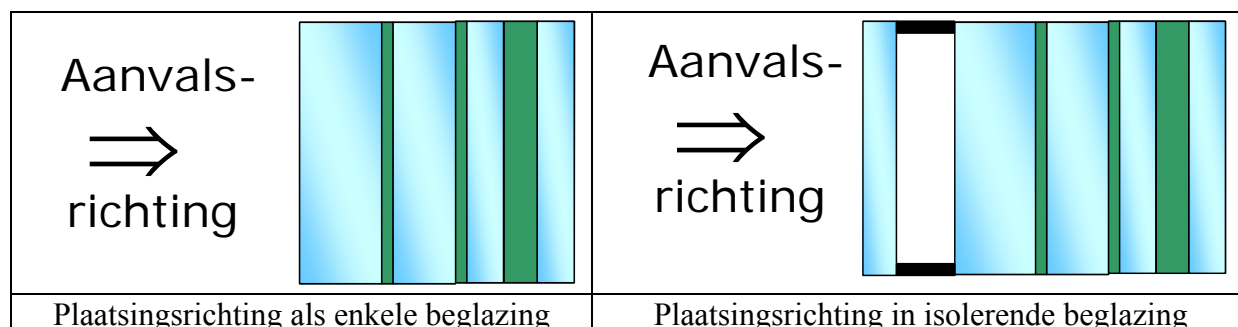 Aanvals-
richting
Aanvals-
richting
Plaatsingsrichting als enkele beglazing
Plaatsingsrichting in isolerende beglazing